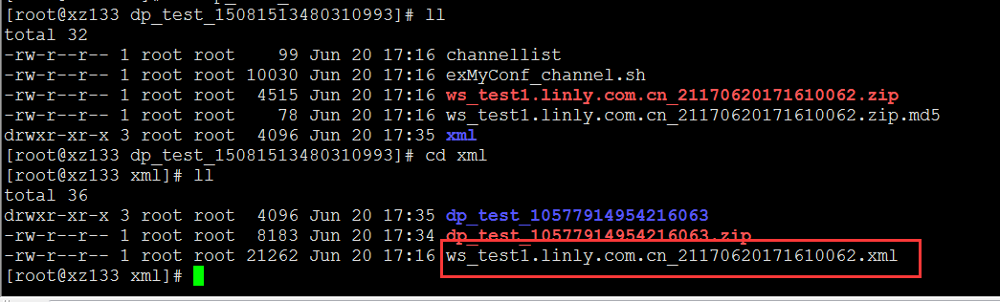 [root@xz133 dp_test_15081513480310993]# ll
total 32
-rw-r--r-- 1 root root    99 Jun 20 17:16 channellist
-rw-r--r-- 1 root root 10030 Jun 20 17:16 exMyConf_channel.sh
-rw-r--r-- 1 root root  4515 Jun 20 17:16 ws_test1.linly.com.cn_21170620171610062.zip
-rw-r--r-- 1 root root    78 Jun 20 17:16 ws_test1.linly.com.cn_21170620171610062.zip.md5
drwxr-xr-x 3 root root  4096 Jun 20 17:35 xml
[root@xz133 dp_test_15081513480310993]# cd xml
[root@xz133 xml]# ll
total 36
drwxr-xr-x 3 root root  4096 Jun 20 17:35 dp_test_10577914954216063
-rw-r--r-- 1 root root  8183 Jun 20 17:34 dp_test_10577914954216063.zip
-rw-r--r-- 1 root root 21262 Jun 20 17:16 ws_test1.linly.com.cn_21170620171610062.xml
[root@xz133 xml]#